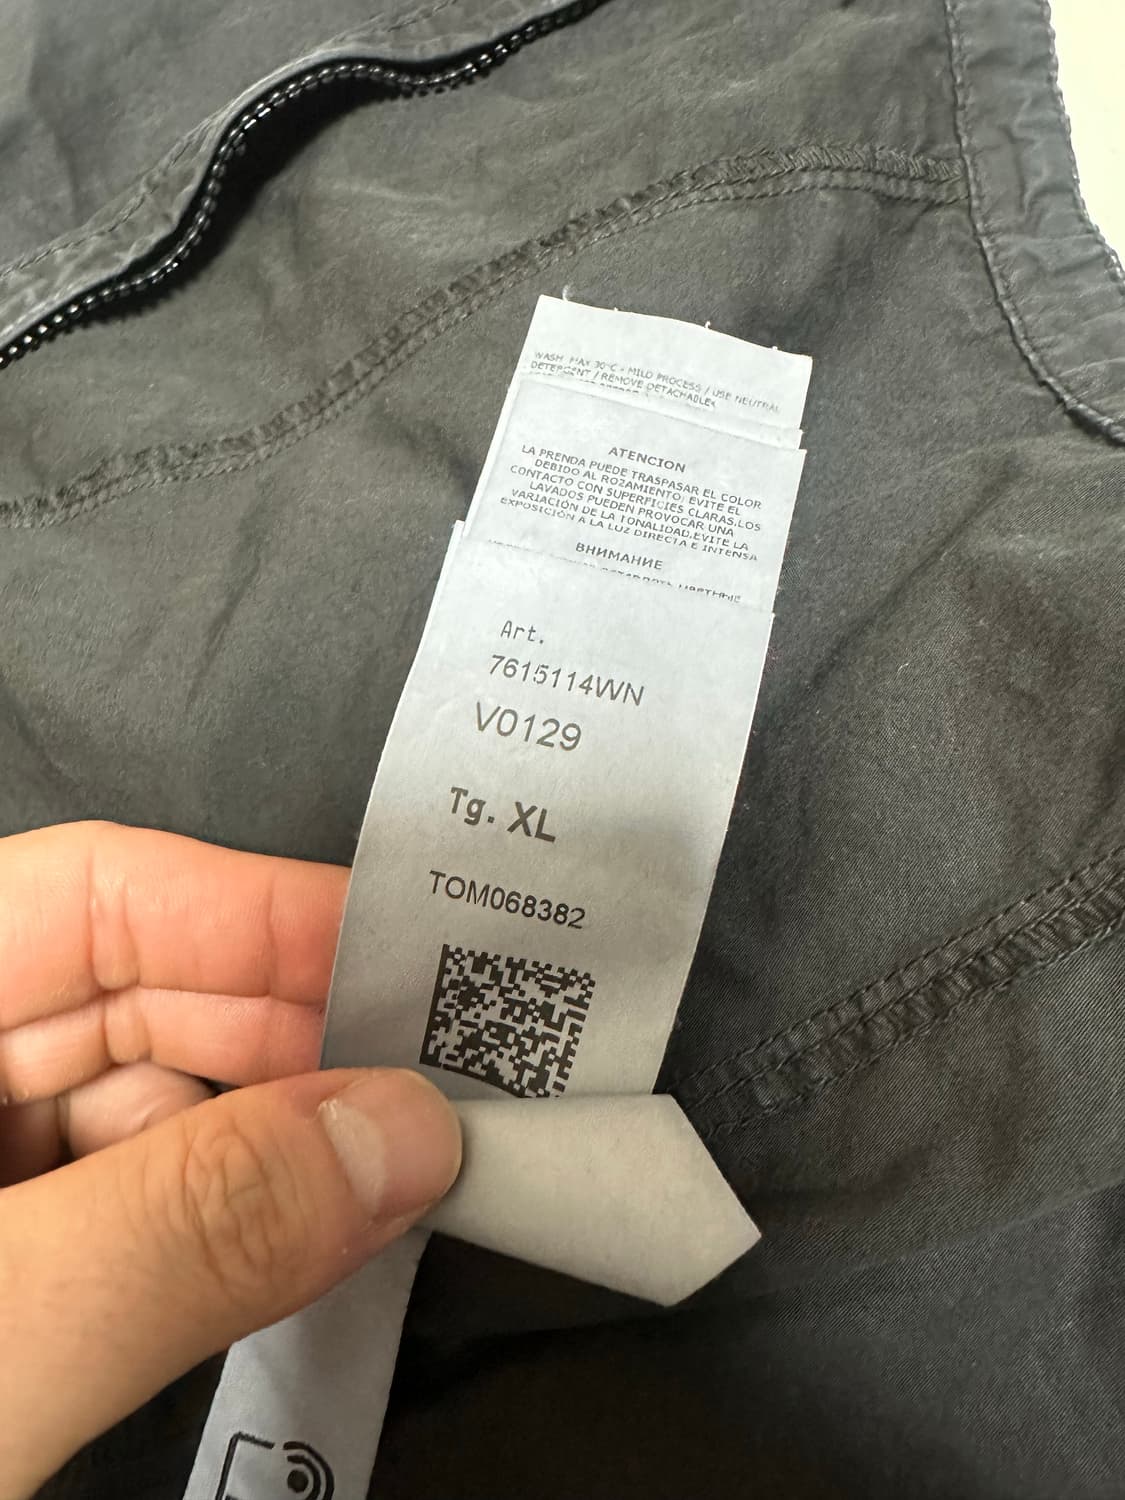 WASH MAX 30°C - MILD PROCESS / USE NEUTRAL
DETERGENT / REMOVE DETACHABLE
ATENCION
LA PRENDA PUEDE TRASPASAR EL COLOR
DEBIDO AL ROZAMIENTO: EVITE EL
CONTACTO CON SUPERFICIES CLARAS.LOS
LAVADOS PUEDEN PROVOCAR UNA
VARIACIÓN DE LA TONALIDAD.EVITE LA
EXPOSICIÓN A LA LUZ DIRECTA E INTENSA
ВНИМАНИЕ
Art.
7615114WN
V0129
Tg. XL
TOM068382